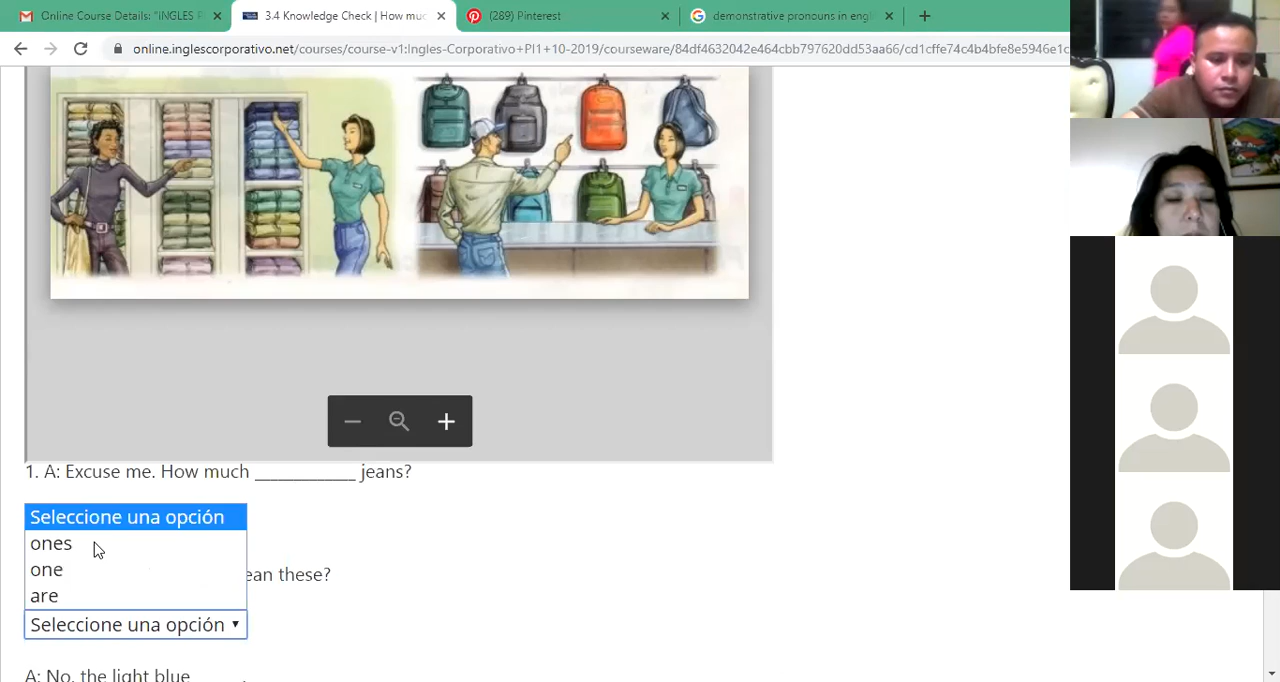 Online Course Details: "INGLES P
3.4 Knowledge Check | How muc
(289) Pinterest
demonstrative pronouns in engl
online.inglescorporativo.net/courses/course-v1:Ingles-Corporativo+PI1+10-2019/courseware/84df4632042e464cbb797620dd53aa66/cd1cffe74c4b4bfe8e5946e1c
1. A: Excuse me. How much ___________ jeans?
Seleccione una opción
ones
one
are
ean these?
Seleccione una opción
A: No, the light blue ______.